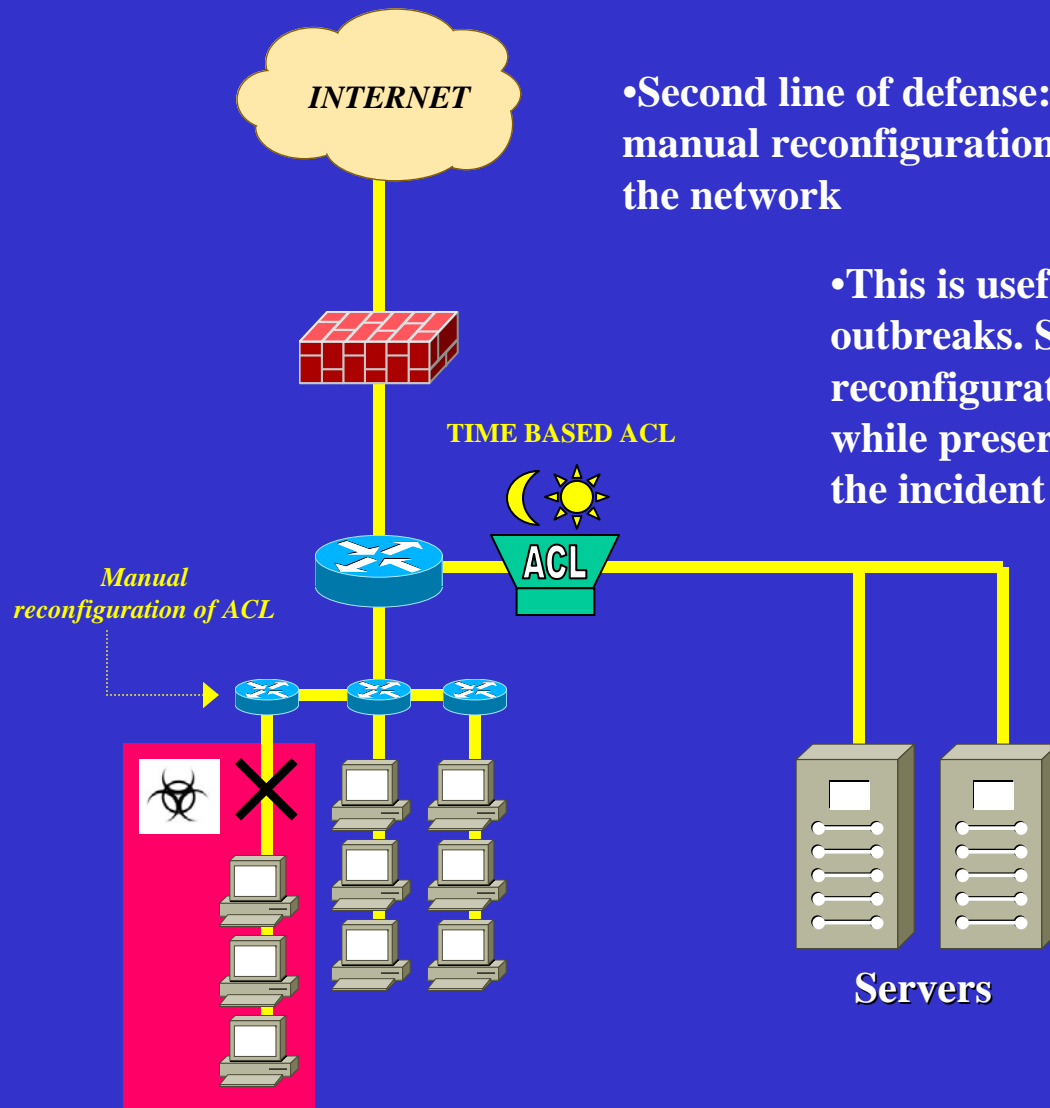 INTERNET
•Second line of defense:
manual reconfiguration
the network
•This is usef
outbreaks. S
reconfigurat
while preser
the incident
TIME BASED ACL
ACL
Manual
reconfiguration of ACL
Servers